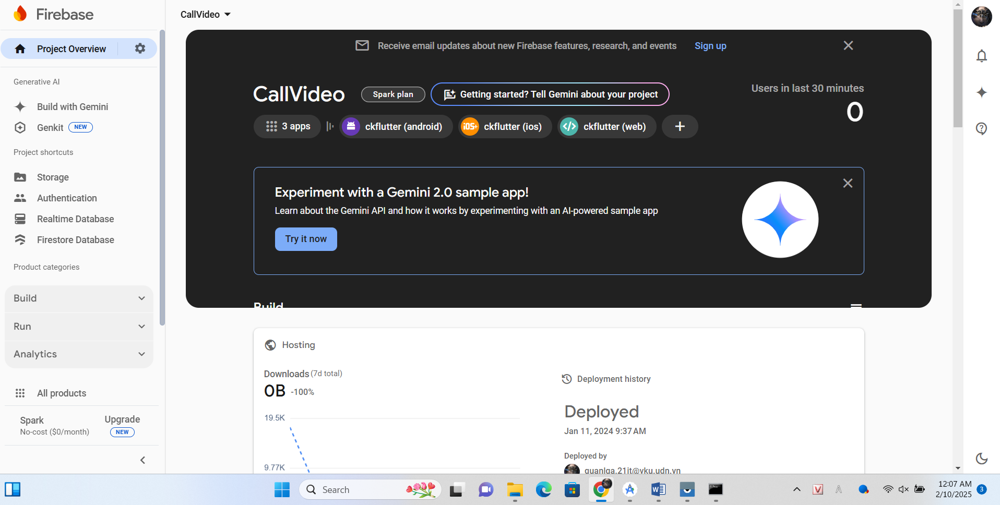 Firebase
CallVideo
Project Overview
Generative AI
Build with Gemini
Genkit NEW
Project shortcuts
Storage
Authentication
Realtime Database
Firestore Database
Product categories
Build
Run
Analytics
All products
Spark
No-cost ($0/month)
Upgrade
NEW
Receive email updates about new Firebase features, research, and events Sign up
CallVideo Spark plan Getting started? Tell Gemini about your project
Users in last 30 minutes
0
3 apps ckflutter (android) iOS+ ckflutter (ios) ckflutter (web) +
Experiment with a Gemini 2.0 sample app!
Learn about the Gemini API and how it works by experimenting with an AI-powered sample app
Try it now
Build
Hosting
Downloads (7d total)
0B -100%
19.5K
9.77K
Deployment history
Deployed
Jan 11, 2024 9:37 AM
Deployed by
quanlqa.21it@vku.udn.vn
Search
V
A
12:07 AM
2/10/2025
3